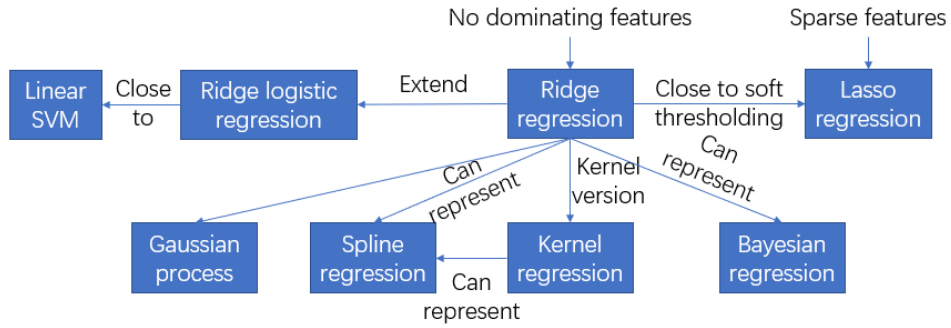 No dominating features
Sparse features
Linear
SVM
Close
to
Ridge logistic
regression
Extend
Ridge
regression
Close to soft
thresholding
Lasso
regression
Can
represent
Kernel
version
Can
represent
Gaussian
process
Spline
regression
Can
represent
Kernel
regression
Bayesian
regression